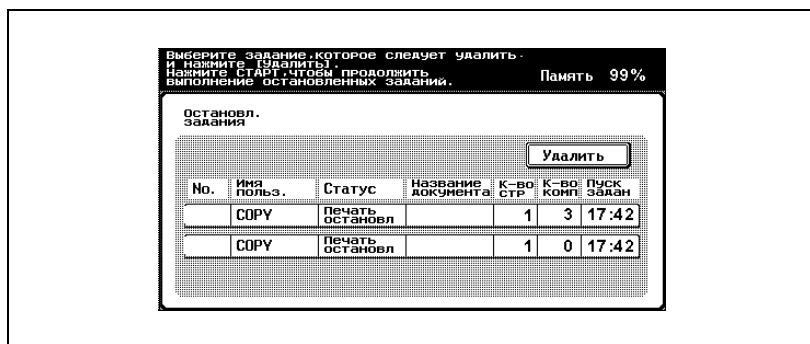 Выберите задание,которое следует удалить.
и нажмите [Удалить].
Нажмите СТАРТ,чтобы продолжить
выполнение остановленных заданий.
Память 99%
Остановл.
задания
Удалить
No. Имя польз. Статус Название документа К-во стр К-во комп Пуск задан
COPY Печать остановл 1 3 17:42
COPY Печать остановл 1 0 17:42